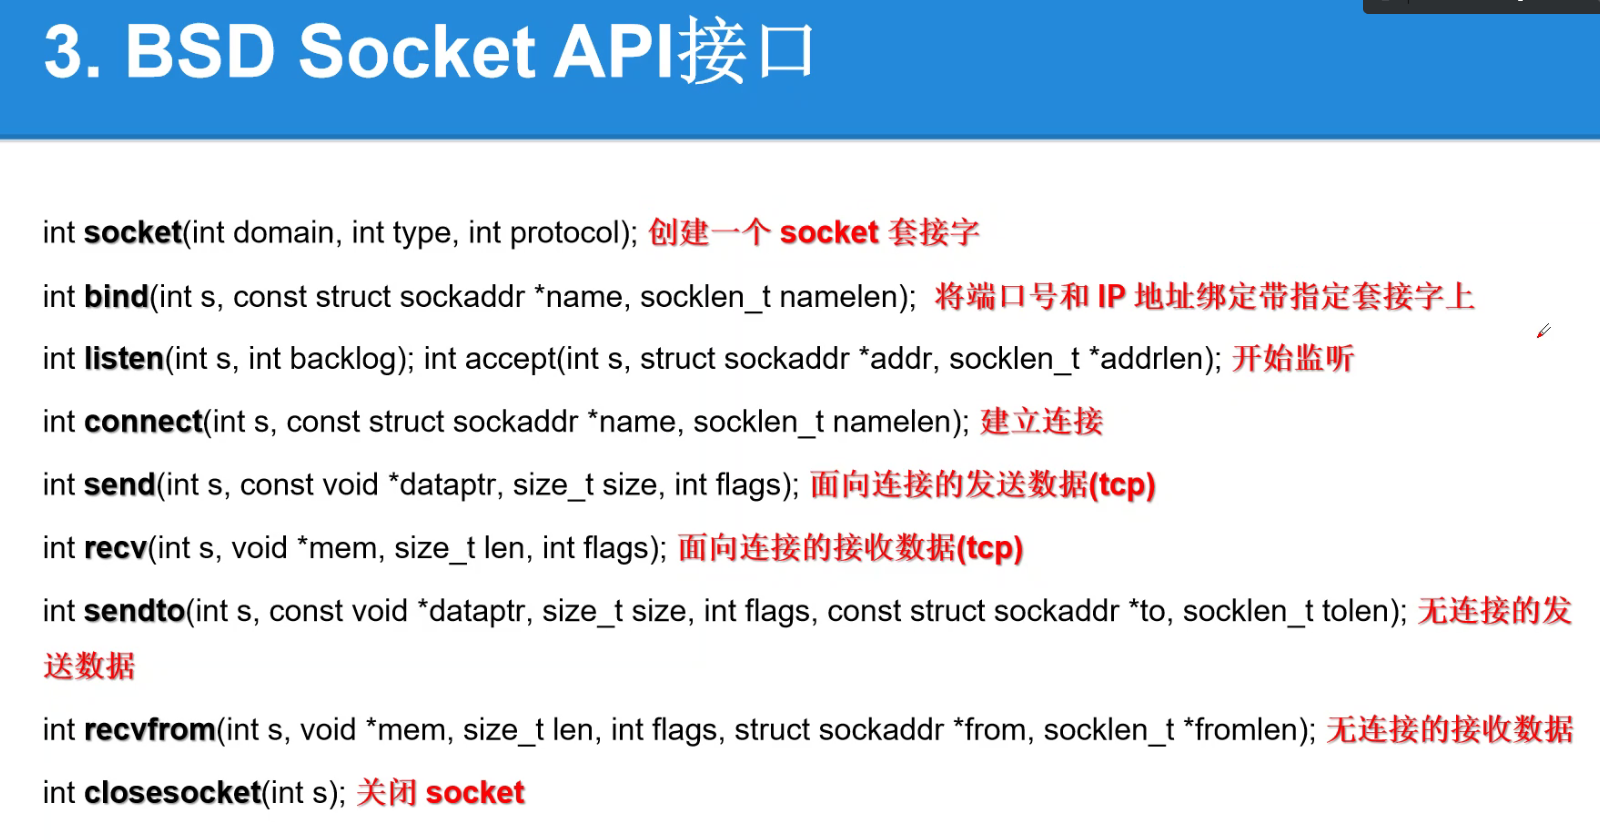 3. BSD Socket API接口
int socket(int domain, int type, int protocol); 创建一个 socket 套接字
int bind(int s, const struct sockaddr *name, socklen_t namelen); 将端口号和 IP 地址绑定带指定套接字上
int listen(int s, int backlog); int accept(int s, struct sockaddr *addr, socklen_t *addrlen); 开始监听
int connect(int s, const struct sockaddr *name, socklen_t namelen); 建立连接
int send(int s, const void *dataptr, size_t size, int flags); 面向连接的发送数据(tcp)
int recv(int s, void *mem, size_t len, int flags); 面向连接的接收数据(tcp)
int sendto(int s, const void *dataptr, size_t size, int flags, const struct sockaddr *to, socklen_t tolen); 无连接的发
送数据
int recvfrom(int s, void *mem, size_t len, int flags, struct sockaddr *from, socklen_t *fromlen); 无连接的接收数据
int closesocket(int s); 关闭 socket